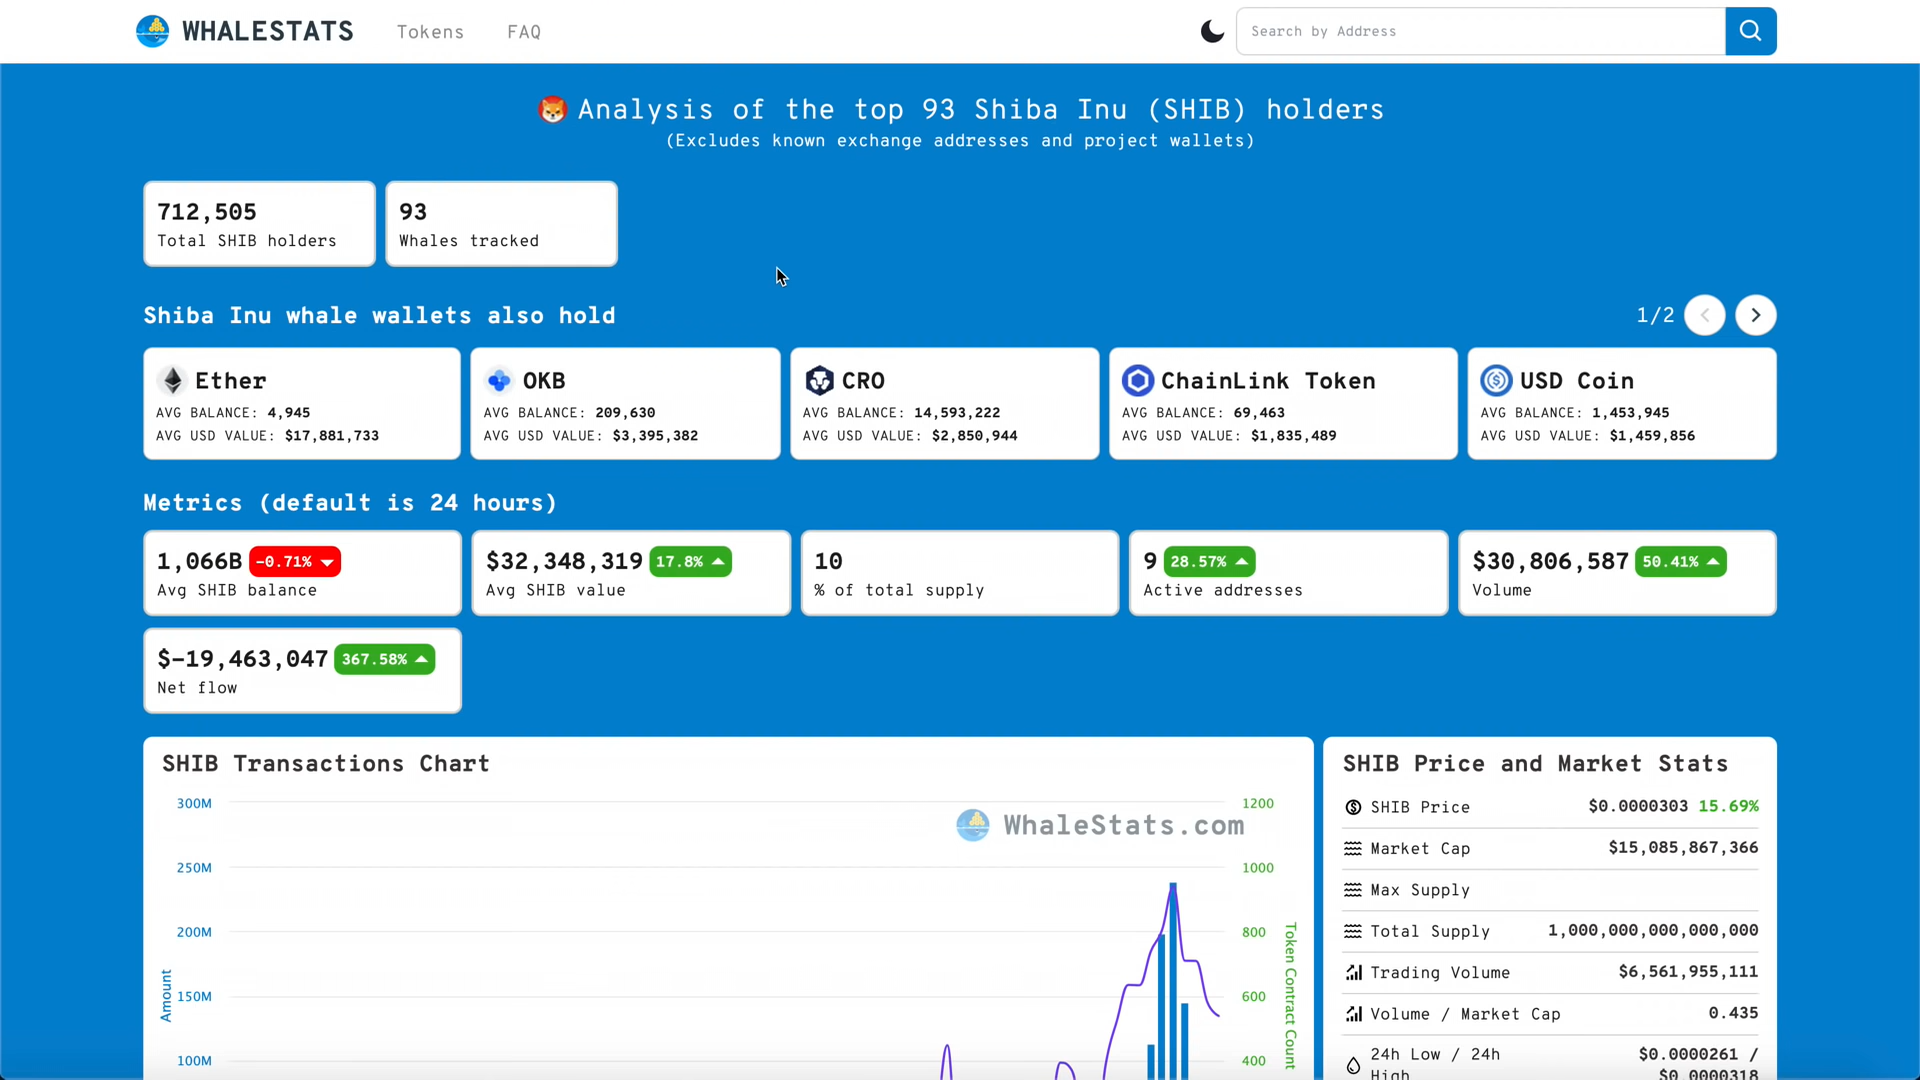 WHALESTATS
Tokens
FAQ
Search by Address
Analysis of the top 93 Shiba Inu (SHIB) holders
(Excludes known exchange addresses and project wallets)
712,505
Total SHIB holders
93
Whales tracked
Shiba Inu whale wallets also hold
1/2
Ether
AVG BALANCE: 4,945
AVG USD VALUE: $17,881,733
OKB
AVG BALANCE: 209,630
AVG USD VALUE: $3,395,382
CRO
AVG BALANCE: 14,593,222
AVG USD VALUE: $2,850,944
ChainLink Token
AVG BALANCE: 69,463
AVG USD VALUE: $1,835,489
USD Coin
AVG BALANCE: 1,453,945
AVG USD VALUE: $1,459,856
Metrics (default is 24 hours)
1,066B -0.71%
Avg SHIB balance
$32,348,319 17.8%
Avg SHIB value
10
% of total supply
9 28.57%
Active addresses
$30,806,587 50.41%
Volume
$-19,463,047 367.58%
Net flow
SHIB Transactions Chart
300M
250M
200M
150M
100M
Amount
WhaleStats.com
1200
1000
800
600
400
Token Contract Count
SHIB Price and Market Stats
SHIB Price $0.0000303 15.69%
Market Cap $15,085,867,366
Max Supply
Total Supply 1,000,000,000,000,000
Trading Volume $6,561,955,111
Volume / Market Cap 0.435
24h Low / 24h $0.0000261 /
High $0.0000318